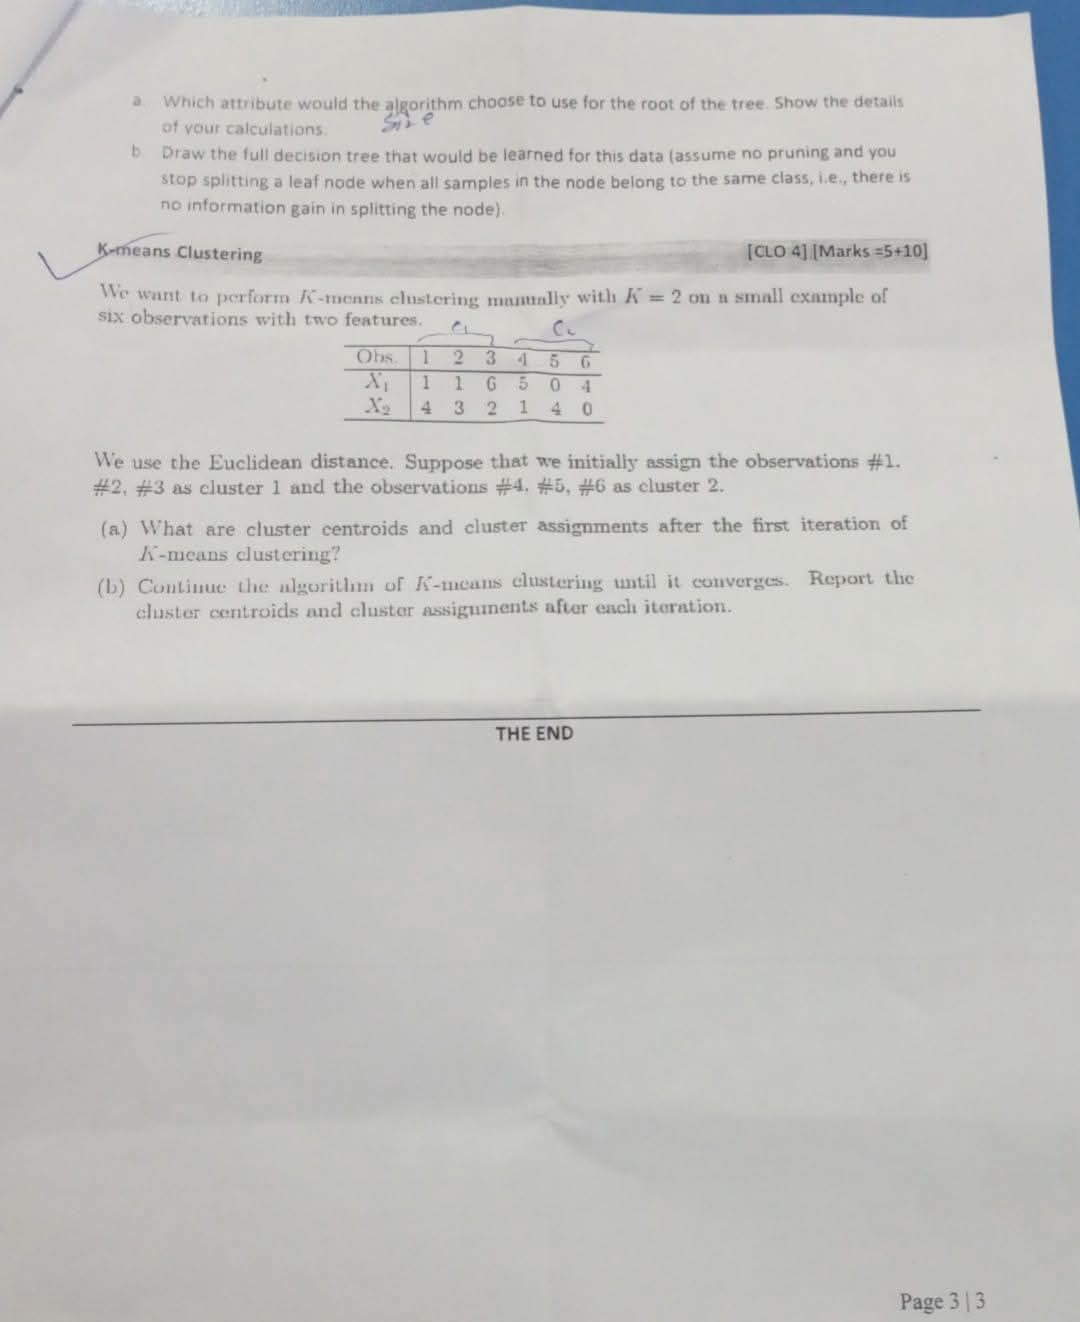 a. Which attribute would the algorithm choose to use for the root of the tree. Show the details
of your calculations.
Size
b. Draw the full decision tree that would be learned for this data (assume no pruning and you
stop splitting a leaf node when all samples in the node belong to the same class, i.e., there is
no information gain in splitting the node).
K-means Clustering [CLO 4] [Marks =5+10]
We want to perform K-means clustering manually with K = 2 on a small example of
six observations with two features.
C₁ C₂
Obs. 1 2 3 4 5 6
X₁ 1 1 6 5 0 4
X₂ 4 3 2 1 4 0
We use the Euclidean distance. Suppose that we initially assign the observations #1.
#2, #3 as cluster 1 and the observations #4. #5, #6 as cluster 2.
(a) What are cluster centroids and cluster assignments after the first iteration of
K-means clustering?
(b) Continue the algorithm of K-means clustering until it converges. Report the
cluster centroids and cluster assignments after each iteration.
THE END
Page 3|3